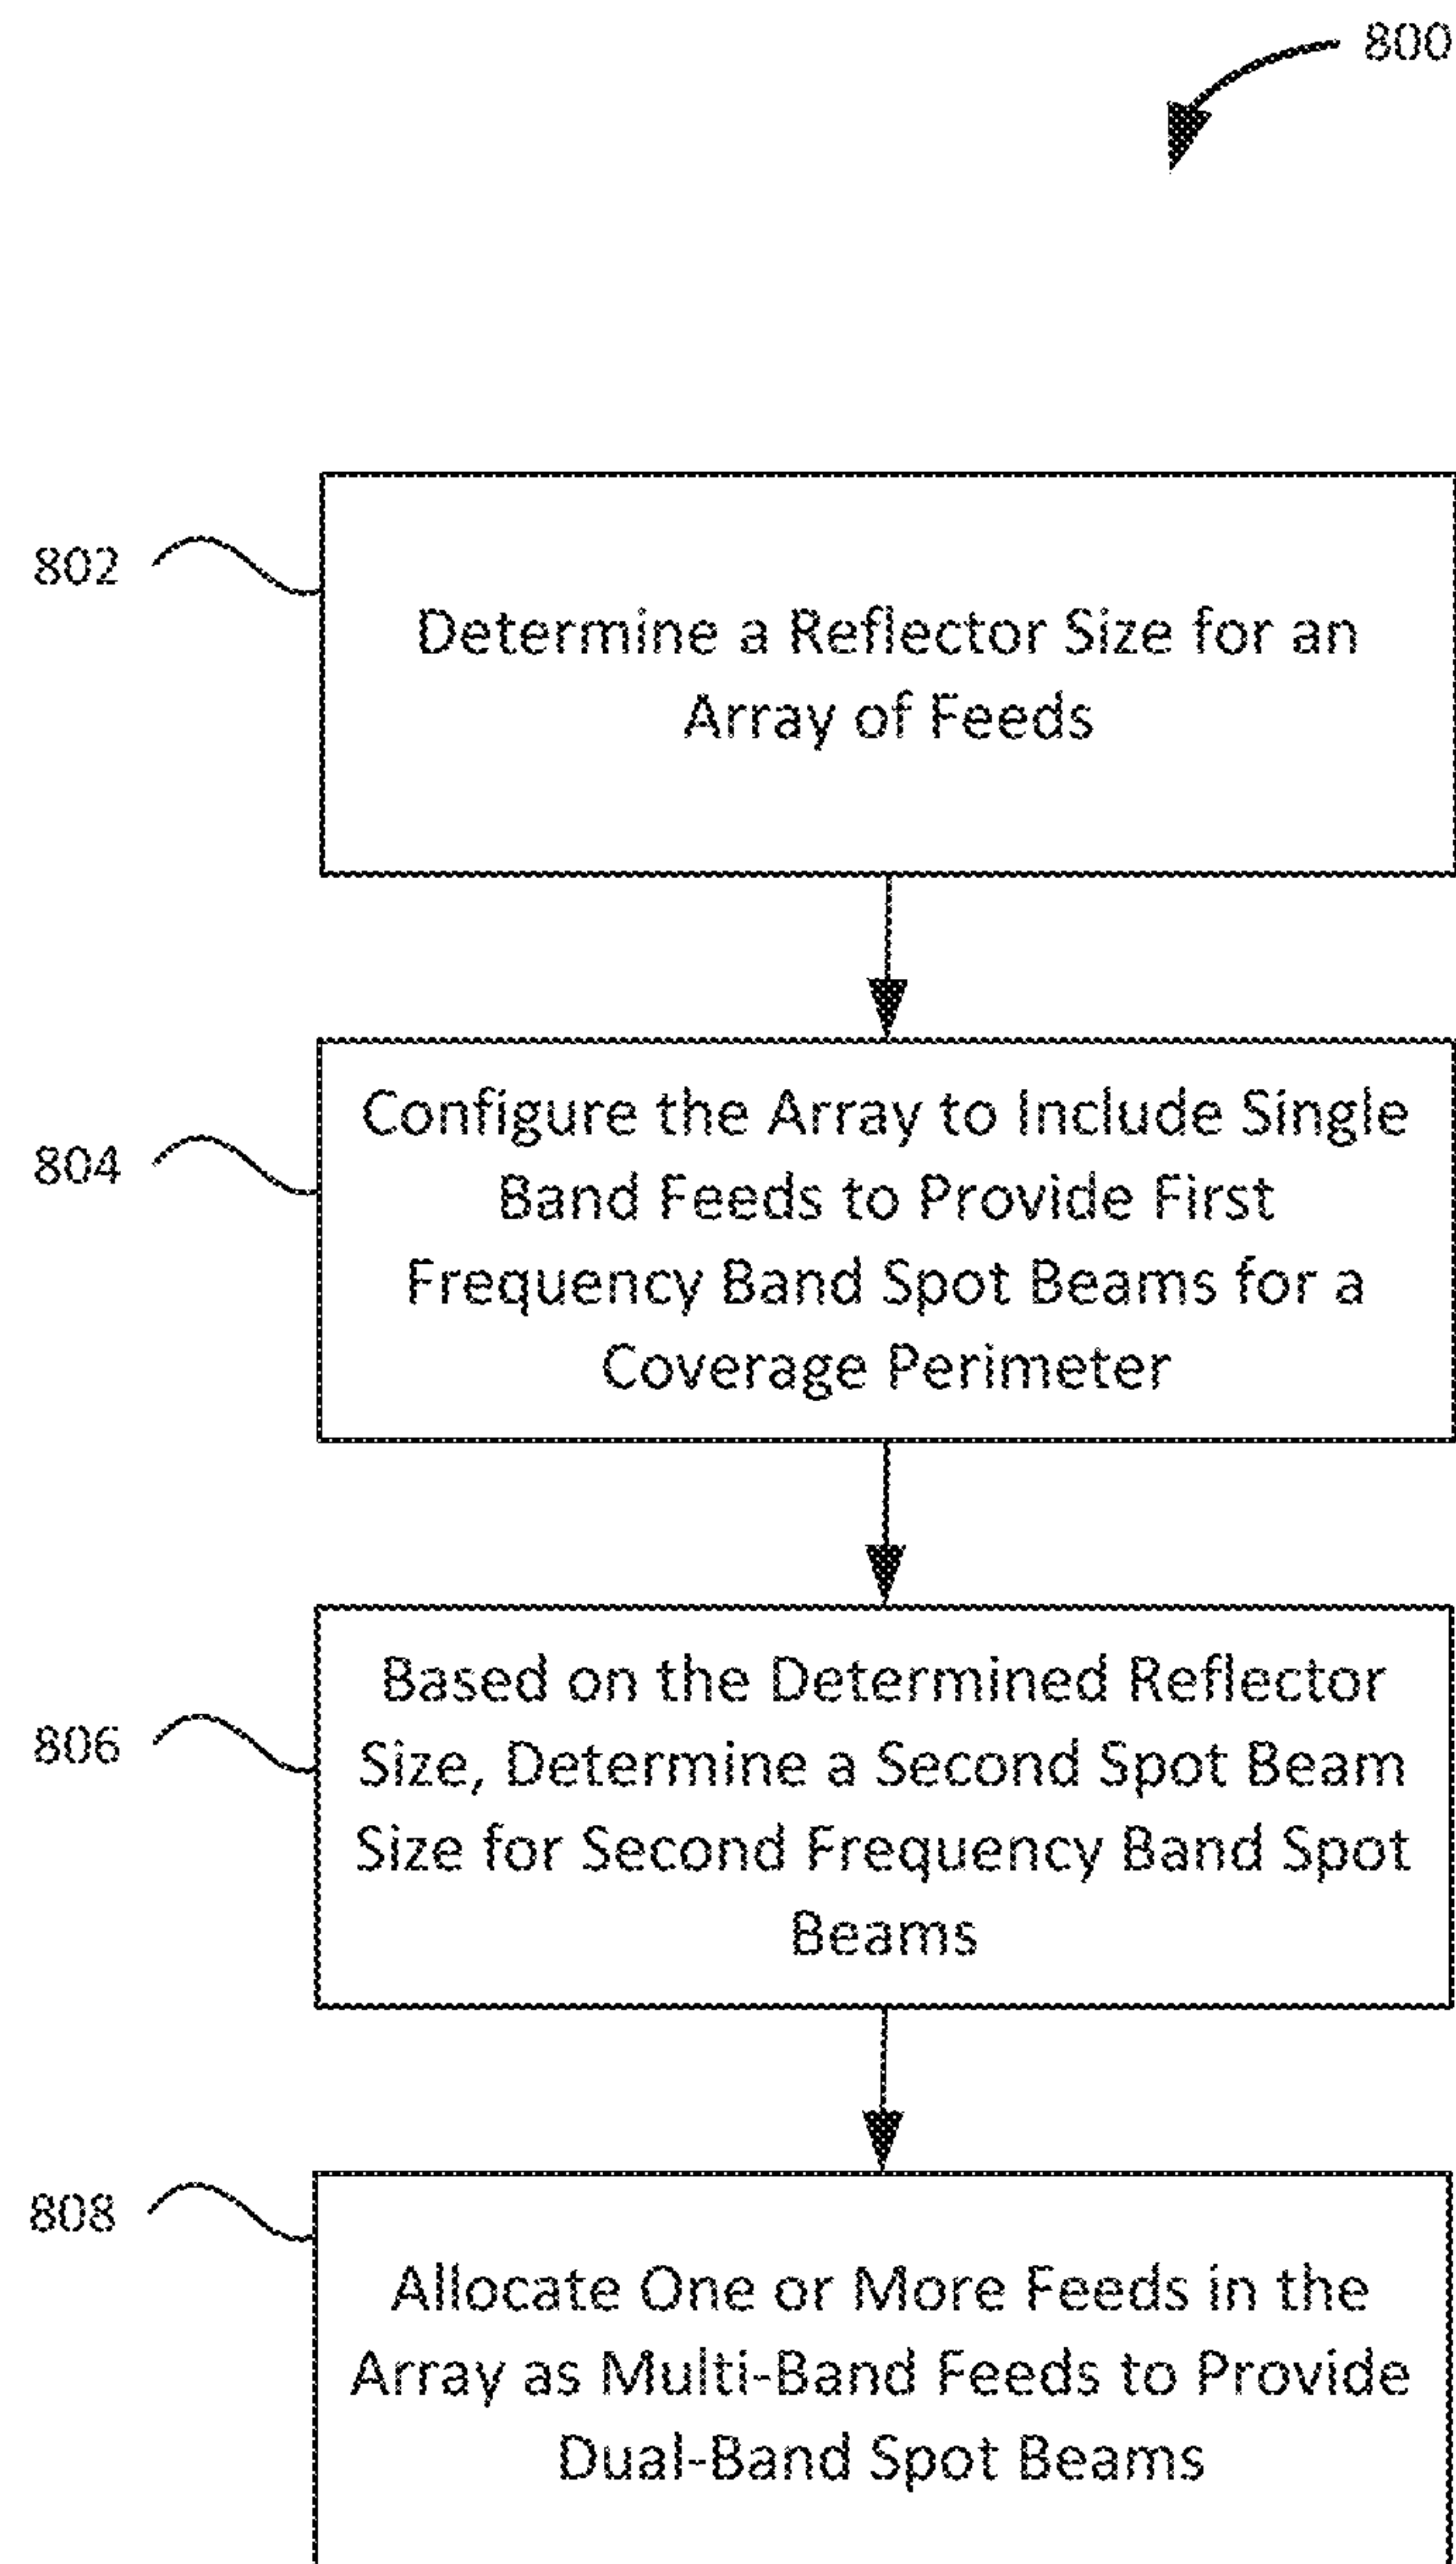 800
802
Determine a Reflector Size for an
Array of Feeds
804
Configure the Array to Include Single
Band Feeds to Provide First
Frequency Band Spot Beams for a
Coverage Perimeter
806
Based on the Determined Reflector
Size, Determine a Second Spot Beam
Size for Second Frequency Band Spot
Beams
808
Allocate One or More Feeds in the
Array as Multi-Band Feeds to Provide
Dual-Band Spot Beams